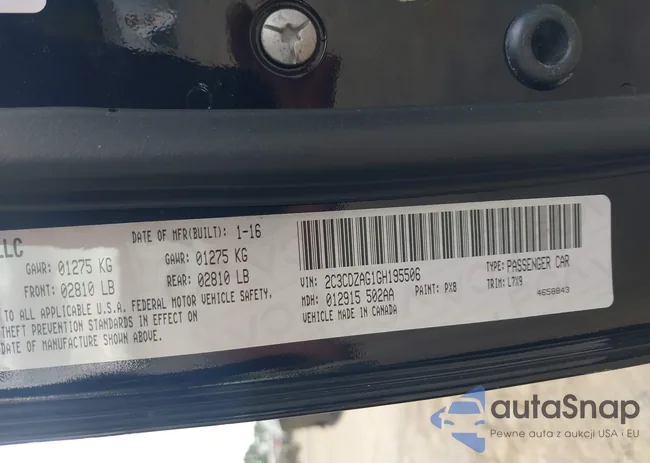 LLC
DATE OF MFR(BUILT): 1-16
GAWR: 01275 KG GAWR: 01275 KG
FRONT: 02810 LB REAR: 02810 LB
TO ALL APPLICABLE U.S.A. FEDERAL MOTOR VEHICLE SAFETY,
THEFT PREVENTION STANDARDS IN EFFECT ON
DATE OF MANUFACTURE SHOWN ABOVE.
VIN: 2C3CDZAG1GH195506 TYPE: PASSENGER CAR
MDH: 012915 502AA PAINT: PX8 TRIM: L7X9
VEHICLE MADE IN CANADA 4658843
autoSnap
Pewne auta z aukcji USA i EU